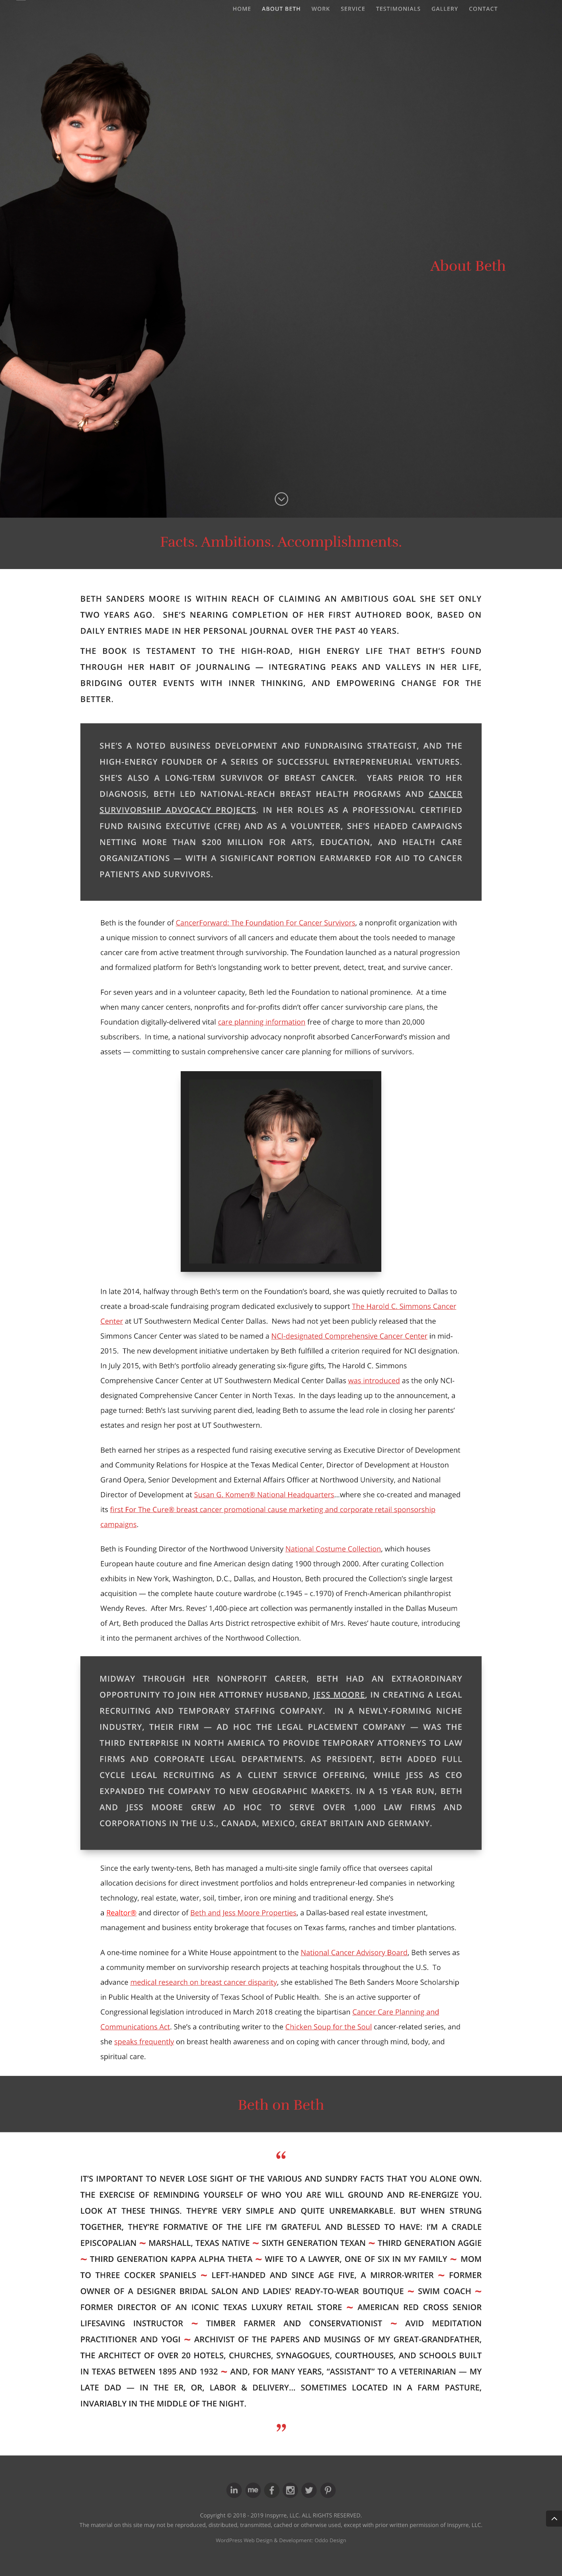 HOME ABOUT BETH WORK SERVICE TESTIMONIALS GALLERY CONTACT
About Beth
Facts. Ambitions. Accomplishments.
BETH SANDERS MOORE IS WITHIN REACH OF CLAIMING AN AMBITIOUS GOAL SHE SET ONLY
TWO YEARS AGO. SHE'S NEARING COMPLETION OF HER FIRST AUTHORED BOOK, BASED ON
DAILY ENTRIES MADE IN HER PERSONAL JOURNAL OVER THE PAST 40 YEARS.
THE BOOK IS TESTAMENT TO THE HIGH-ROAD, HIGH ENERGY LIFE THAT BETH'S FOUND
THROUGH HER HABIT OF JOURNALING — INTEGRATING PEAKS AND VALLEYS IN HER LIFE,
BRIDGING OUTER EVENTS WITH INNER THINKING, AND EMPOWERING CHANGE FOR THE
BETTER.
SHE'S A NOTED BUSINESS DEVELOPMENT AND FUNDRAISING STRATEGIST, AND THE
HIGH-ENERGY FOUNDER OF A SERIES OF SUCCESSFUL ENTREPRENEURIAL VENTURES.
SHE'S ALSO A LONG-TERM SURVIVOR OF BREAST CANCER. YEARS PRIOR TO HER
DIAGNOSIS, BETH LED NATIONAL-REACH BREAST HEALTH PROGRAMS AND CANCER
SURVIVORSHIP ADVOCACY PROJECTS. IN HER ROLES AS A PROFESSIONAL CERTIFIED
FUND RAISING EXECUTIVE (CFRE) AND AS A VOLUNTEER, SHE'S HEADED CAMPAIGNS
NETTING MORE THAN $200 MILLION FOR ARTS, EDUCATION, AND HEALTH CARE
ORGANIZATIONS — WITH A SIGNIFICANT PORTION EARMARKED FOR AID TO CANCER
PATIENTS AND SURVIVORS.
Beth is the founder of CancerForward: The Foundation For Cancer Survivors, a nonprofit organization with
a unique mission to connect survivors of all cancers and educate them about the tools needed to manage
cancer care from active treatment through survivorship. The Foundation launched as a natural progression
and formalized platform for Beth's longstanding work to better prevent, detect, treat, and survive cancer.
For seven years and in a volunteer capacity, Beth led the Foundation to national prominence. At a time
when many cancer centers, nonprofits and for-profits didn't offer cancer survivorship care plans, the
Foundation digitally-delivered vital care planning information free of charge to more than 20,000
subscribers. In time, a national survivorship advocacy nonprofit absorbed CancerForward's mission and
assets — committing to sustain comprehensive cancer care planning for millions of survivors.
In late 2014, halfway through Beth's term on the Foundation's board, she was quietly recruited to Dallas to
create a broad-scale fundraising program dedicated exclusively to support The Harold C. Simmons Cancer
Center at UT Southwestern Medical Center Dallas. News had not yet been publicly released that the
Simmons Cancer Center was slated to be named a NCI-designated Comprehensive Cancer Center in mid-
2015. The new development initiative undertaken by Beth fulfilled a criterion required for NCI designation.
In July 2015, with Beth's portfolio already generating six-figure gifts, The Harold C. Simmons
Comprehensive Cancer Center at UT Southwestern Medical Center Dallas was introduced as the only NCI-
designated Comprehensive Cancer Center in North Texas. In the days leading up to the announcement, a
page turned: Beth's last surviving parent died, leading Beth to assume the lead role in closing her parents'
estates and resign her post at UT Southwestern.
Beth earned her stripes as a respected fund raising executive serving as Executive Director of Development
and Community Relations for Hospice at the Texas Medical Center, Director of Development at Houston
Grand Opera, Senior Development and External Affairs Officer at Northwood University, and National
Director of Development at Susan G. Komen® National Headquarters...where she co-created and managed
its first For The Cure® breast cancer promotional cause marketing and corporate retail sponsorship
campaigns.
Beth is Founding Director of the Northwood University National Costume Collection, which houses
European haute couture and fine American design dating 1900 through 2000. After curating Collection
exhibits in New York, Washington, D.C., Dallas, and Houston, Beth procured the Collection's single largest
acquisition — the complete haute couture wardrobe (c.1945 – c.1970) of French-American philanthropist
Wendy Reves. After Mrs. Reves' 1,400-piece art collection was permanently installed in the Dallas Museum
of Art, Beth produced the Dallas Arts District retrospective exhibit of Mrs. Reves' haute couture, introducing
it into the permanent archives of the Northwood Collection.
MIDWAY THROUGH HER NONPROFIT CAREER, BETH HAD AN EXTRAORDINARY
OPPORTUNITY TO JOIN HER ATTORNEY HUSBAND, JESS MOORE, IN CREATING A LEGAL
RECRUITING AND TEMPORARY STAFFING COMPANY. IN A NEWLY-FORMING NICHE
INDUSTRY, THEIR FIRM — AD HOC THE LEGAL PLACEMENT COMPANY — WAS THE
THIRD ENTERPRISE IN NORTH AMERICA TO PROVIDE TEMPORARY ATTORNEYS TO LAW
FIRMS AND CORPORATE LEGAL DEPARTMENTS. AS PRESIDENT, BETH ADDED FULL
CYCLE LEGAL RECRUITING AS A CLIENT SERVICE OFFERING, WHILE JESS AS CEO
EXPANDED THE COMPANY TO NEW GEOGRAPHIC MARKETS. IN A 15 YEAR RUN, BETH
AND JESS MOORE GREW AD HOC TO SERVE OVER 1,000 LAW FIRMS AND
CORPORATIONS IN THE U.S., CANADA, MEXICO, GREAT BRITAIN AND GERMANY.
Since the early twenty-tens, Beth has managed a multi-site single family office that oversees capital
allocation decisions for direct investment portfolios and holds entrepreneur-led companies in networking
technology, real estate, water, soil, timber, iron ore mining and traditional energy. She's
a Realtor® and director of Beth and Jess Moore Properties, a Dallas-based real estate investment,
management and business entity brokerage that focuses on Texas farms, ranches and timber plantations.
A one-time nominee for a White House appointment to the National Cancer Advisory Board, Beth serves as
a community member on survivorship research projects at teaching hospitals throughout the U.S. To
advance medical research on breast cancer disparity, she established The Beth Sanders Moore Scholarship
in Public Health at the University of Texas School of Public Health. She is an active supporter of
Congressional legislation introduced in March 2018 creating the bipartisan Cancer Care Planning and
Communications Act. She's a contributing writer to the Chicken Soup for the Soul cancer-related series, and
she speaks frequently on breast health awareness and on coping with cancer through mind, body, and
spiritual care.
Beth on Beth
“
IT'S IMPORTANT TO NEVER LOSE SIGHT OF THE VARIOUS AND SUNDRY FACTS THAT YOU ALONE OWN.
THE EXERCISE OF REMINDING YOURSELF OF WHO YOU ARE WILL GROUND AND RE-ENERGIZE YOU.
LOOK AT THESE THINGS. THEY'RE VERY SIMPLE AND QUITE UNREMARKABLE. BUT WHEN STRUNG
TOGETHER, THEY'RE FORMATIVE OF THE LIFE I'M GRATEFUL AND BLESSED TO HAVE: I'M A CRADLE
EPISCOPALIAN ~ MARSHALL, TEXAS NATIVE ~ SIXTH GENERATION TEXAN ~ THIRD GENERATION AGGIE
~ THIRD GENERATION KAPPA ALPHA THETA ~ WIFE TO A LAWYER, ONE OF SIX IN MY FAMILY ~ MOM
TO THREE COCKER SPANIELS ~ LEFT-HANDED AND SINCE AGE FIVE, A MIRROR-WRITER ~ FORMER
OWNER OF A DESIGNER BRIDAL SALON AND LADIES' READY-TO-WEAR BOUTIQUE ~ SWIM COACH ~
FORMER DIRECTOR OF AN ICONIC TEXAS LUXURY RETAIL STORE ~ AMERICAN RED CROSS SENIOR
LIFESAVING INSTRUCTOR ~ TIMBER FARMER AND CONSERVATIONIST ~ AVID MEDITATION
PRACTITIONER AND YOGI ~ ARCHIVIST OF THE PAPERS AND MUSINGS OF MY GREAT-GRANDFATHER,
THE ARCHITECT OF OVER 20 HOTELS, CHURCHES, SYNAGOGUES, COURTHOUSES, AND SCHOOLS BUILT
IN TEXAS BETWEEN 1895 AND 1932 ~ AND, FOR MANY YEARS, "ASSISTANT" TO A VETERINARIAN — MY
LATE DAD — IN THE ER, OR, LABOR & DELIVERY... SOMETIMES LOCATED IN A FARM PASTURE,
INVARIABLY IN THE MIDDLE OF THE NIGHT.
”
in me f
Copyright © 2018 - 2019 Inspyrre, LLC. ALL RIGHTS RESERVED.
The material on this site may not be reproduced, distributed, transmitted, cached or otherwise used, except with prior written permission of Inspyrre, LLC.
WordPress Web Design & Development: Oddo Design